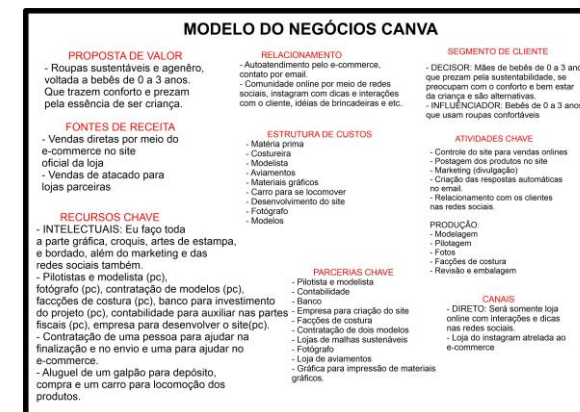 MODELO DO NEGÓCIOS CANVA
PROPOSTA DE VALOR
- Roupas sustentáveis e agenêro,
voltada a bebês de 0 a 3 anos.
Que trazem conforto e prezam
pela essência de ser criança.
FONTES DE RECEITA
- Vendas diretas por meio do
e-commerce no site
oficial da loja
- Vendas de atacado para
lojas parceiras
RECURSOS CHAVE
- INTELECTUAIS: Eu faço toda
a parte gráfica, croquis, artes de estampa,
e bordado, além do marketing e das
redes sociais também.
- Pilotistas e modelista (pc),
fotógrafo (pc), contratação de modelos (pc),
faccções de costura (pc), banco para investimento
do projeto (pc), contabilidade para auxiliar nas partes
fiscais (pc), empresa para desenvolver o site(pc).
- Contratação de uma pessoa para ajudar na
finalização e no envio e uma para ajudar no
e-commerce.
- Aluguel de um galpão para depósito,
compra e um carro para locomoção dos
produtos.
RELACIONAMENTO
- Autoatendimento pelo e-commerce,
contato por email.
- Comunidade online por meio de redes
sociais, instagram com dicas e interações
com o cliente, idéias de brincadeiras e etc.
ESTRUTURA DE CUSTOS
- Matéria prima
- Costureira
- Modelista
- Aviamentos
- Materiais gráficos
- Carro para se locomover
- Desenvolvimento do site
- Fotógrafo
- Modelos
PARCERIAS CHAVE
- Pilotista e modelista
- Contabilidade
- Banco
- Empresa para criação do site
- Facções de costura
- Contratação de dois modelos
- Lojas de malhas sustenáveis
- Fotógrafo
- Loja de aviamentos
- Gráfica para impressão de materiais
gráficos.
SEGMENTO DE CLIENTE
- DECISOR: Mães de bebês de 0 a 3 ano
que prezam pela sustentabilidade, se
preocupam com o conforto e bem estar
da criança e são alternativas.
- INFLUÊNCIADOR: Bebês de 0 a 3 anos
que usam roupas confortáveis
ATIVIDADES CHAVE
- Controle do site para vendas onlines
- Postagem dos produtos no site
- Marketing (divulgação)
- Criação das respostas automáticas
no email.
- Relacionamento com os clientes
nas redes sociais.
PRODUÇÃO:
- Modelagem
- Pilotagem
- Fotos
- Facções de costura
- Revisão e embalagem
CANAIS
- DIRETO: Será somente loja
online com interações e dicas
nas redes sociais.
- Loja do instagram atrelada ao
e-commerce